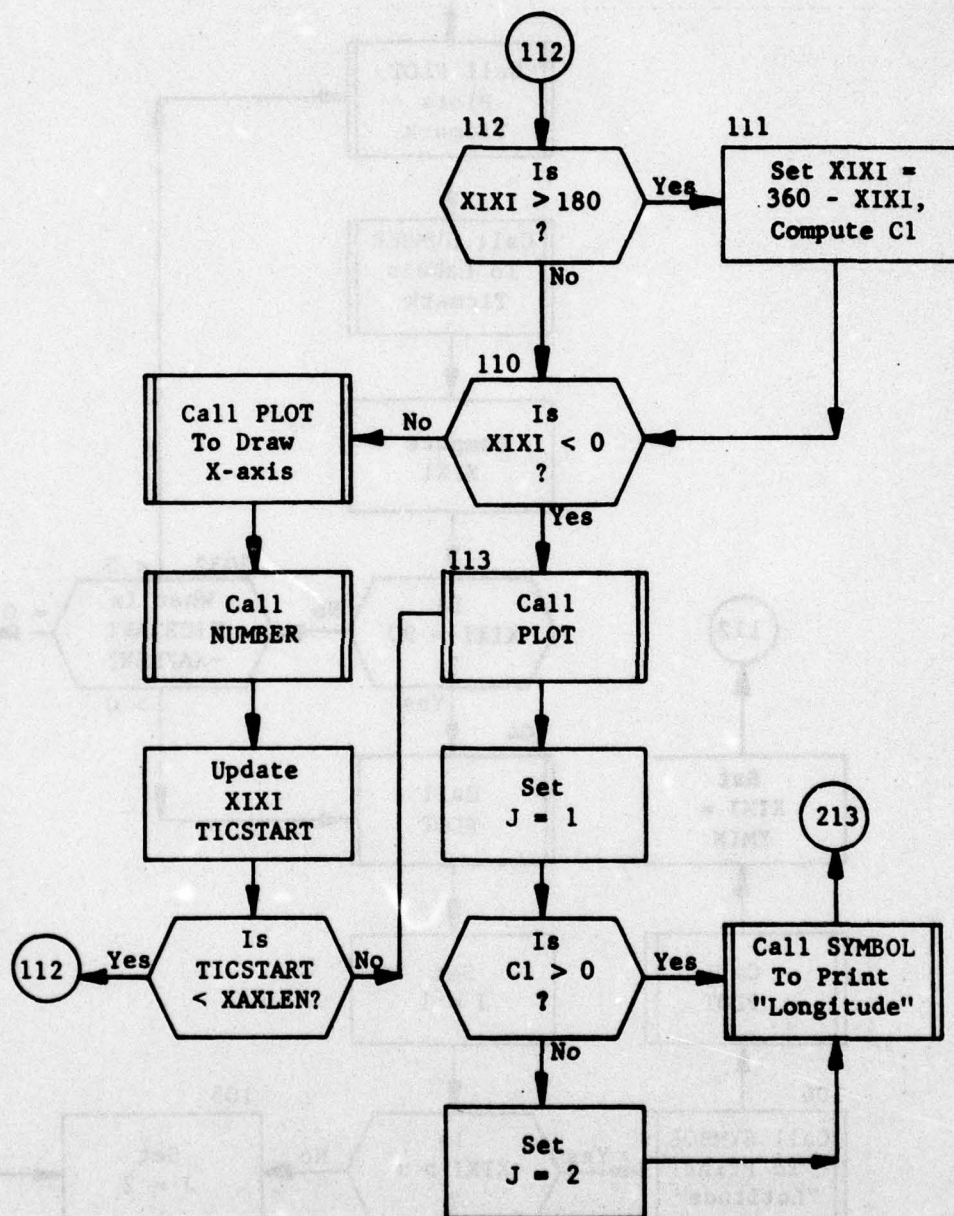 112
112
Is
XIXI > 180
?
Yes
No
111
Set XIXI =
360 - XIXI,
Compute C1
110
Is
XIXI < 0
?
No
Yes
Call PLOT
To Draw
X-axis
Call
NUMBER
Update
XIXI
TICSTART
Is
TICSTART
< XAXLEN?
Yes
No
112
113
Call
PLOT
Set
J = 1
Is
C1 > 0
?
Yes
No
Call SYMBOL
To Print
"Longitude"
213
Set
J = 2